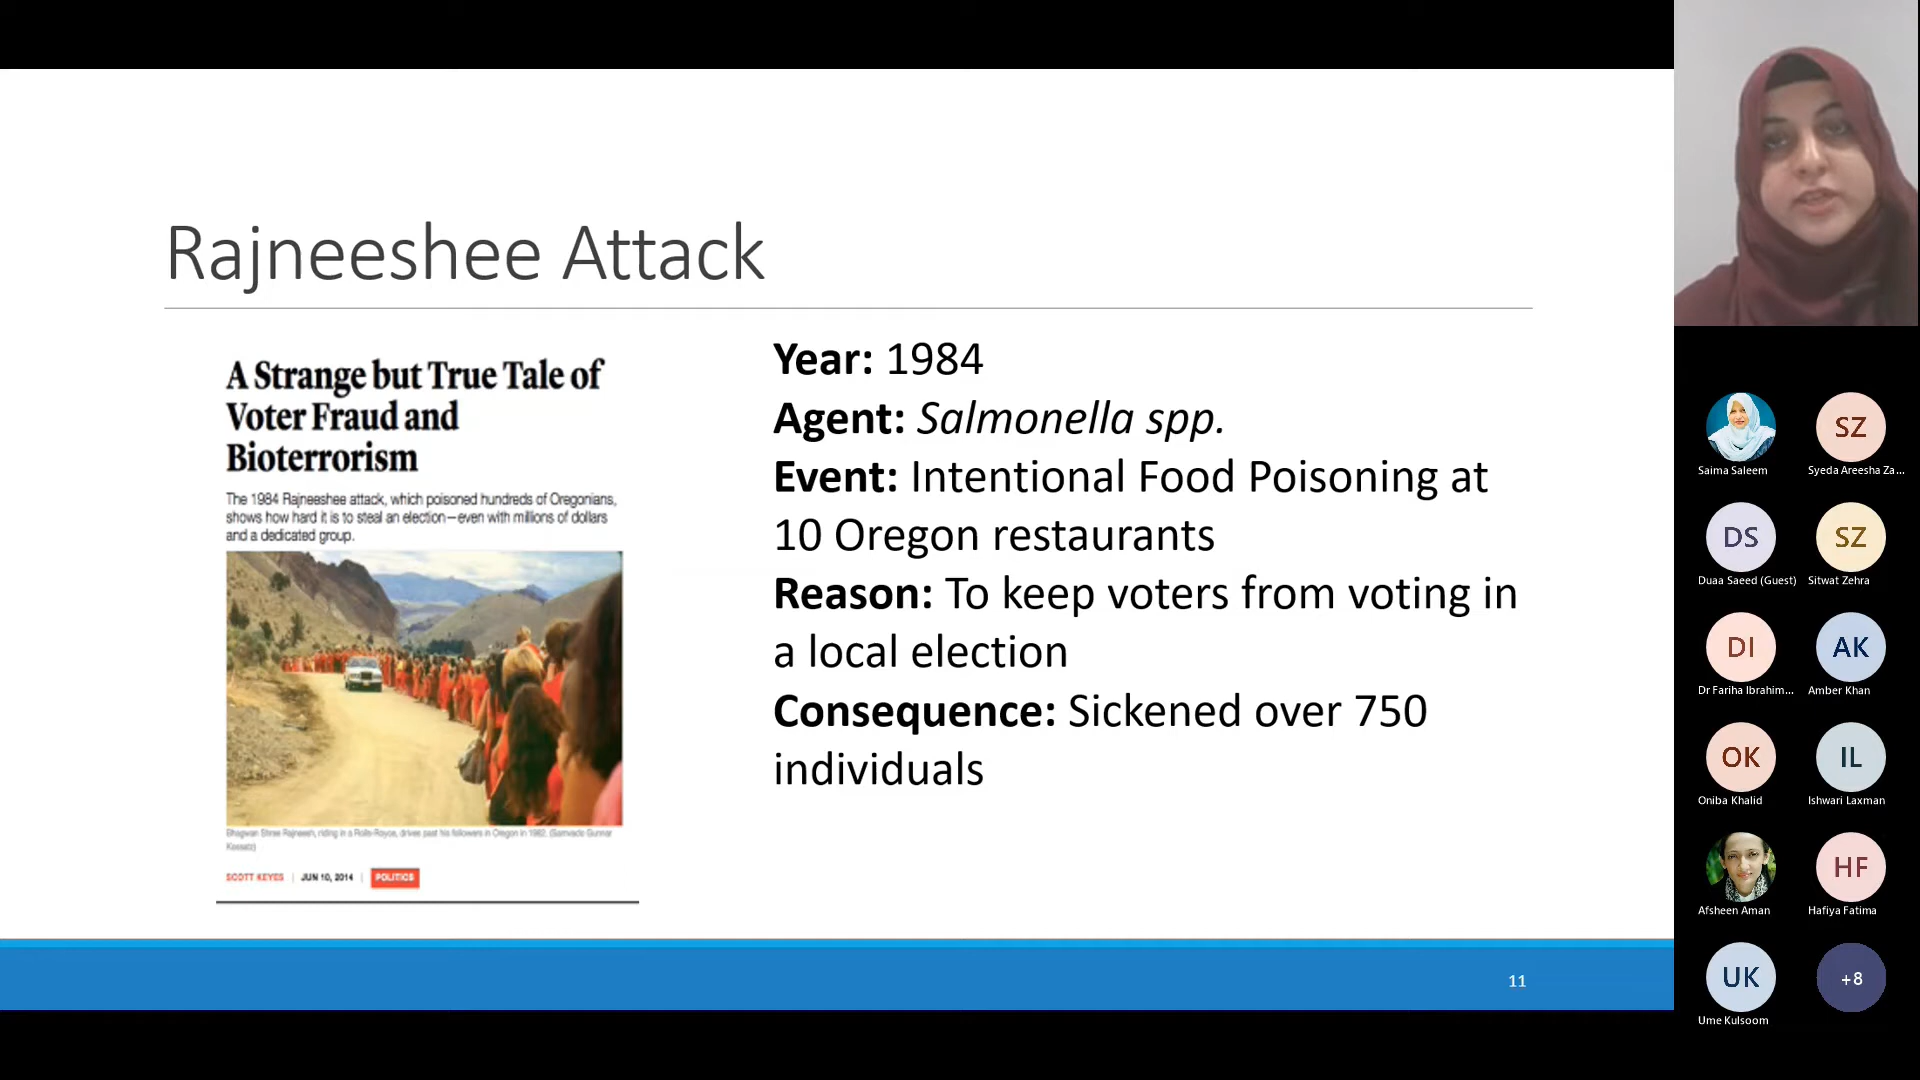 Rajneeshee Attack
A Strange but True Tale of
Voter Fraud and
Bioterrorism
The 1984 Rajneeshee attack, which poisoned hundreds of Oregonians,
shows how hard it is to steal an election—even with millions of dollars
and a dedicated group.
Bhagwan Shree Rajneesh, riding in a Rolls-Royce, drives past his followers in Oregon in 1982. (Samvado Gunnar
Kossatz)
SCOTT KEYES | JUN 10, 2014 | POLITICS
Year: 1984
Agent: Salmonella spp.
Event: Intentional Food Poisoning at
10 Oregon restaurants
Reason: To keep voters from voting in
a local election
Consequence: Sickened over 750
individuals
11
Saima Saleem
SZ
Syeda Areesha Za...
DS
Duaa Saeed (Guest)
SZ
Sitwat Zehra
DI
Dr Fariha Ibrahim...
AK
Amber Khan
OK
Oniba Khalid
IL
Ishwari Laxman
Afsheen Aman
HF
Hafiya Fatima
UK
Ume Kulsoom
+8